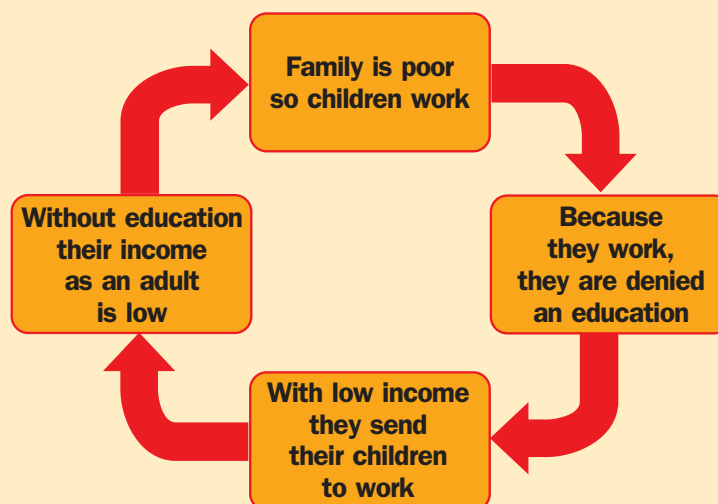 Family is poor
so children work
Because
they work,
they are denied
an education
With low income
they send
their children
to work
Without education
their income
as an adult
is low